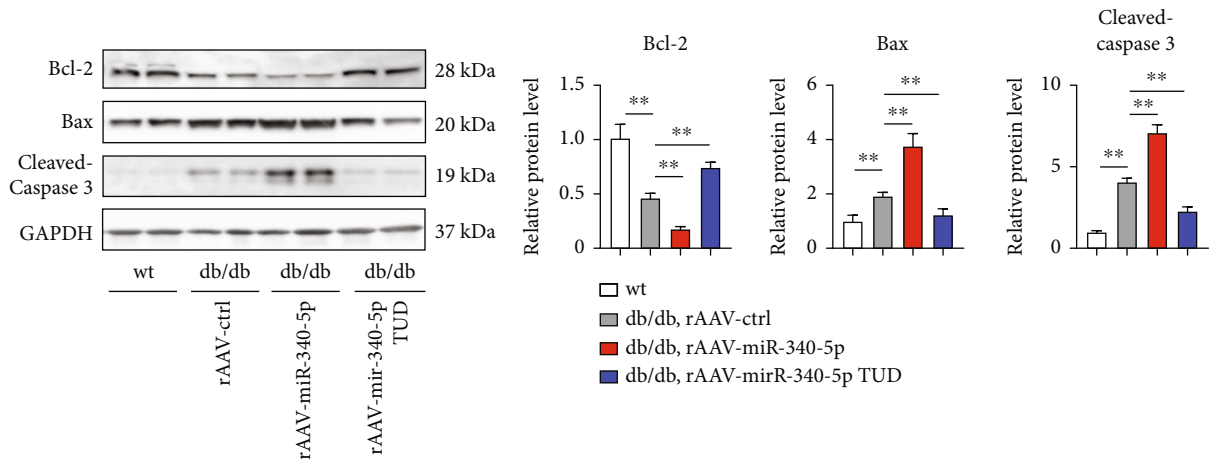 Bcl-2
28 kDa
Bax
20 kDa
Cleaved-
Caspase 3
19 kDa
GAPDH
37 kDa
wt
db/db
db/db
db/db
rAAV-ctrl
rAAV-miR-340-5p
rAAV-mir-340-5p
TUD
Bcl-2
Relative protein level
1.5
1.0
0.5
0
**
**
**
Bax
Relative protein level
6
4
2
0
**
**
**
Cleaved-
caspase 3
Relative protein level
10
5
0
**
**
**
wt
db/db, rAAV-ctrl
db/db, rAAV-miR-340-5p
db/db, rAAV-mirR-340-5p TUD